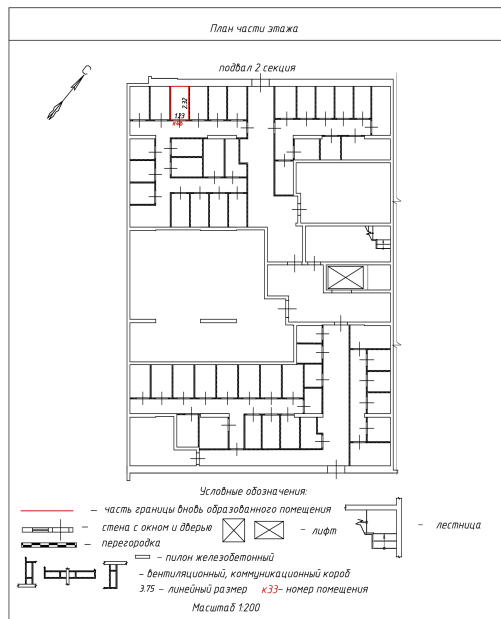 План части этажа
подвал 2 секция
С
2.32
1.23
к46
Условные обозначения:
– часть границы вновь образованного помещения
– стена с окном и дверью
– лифт
– лестница
– перегородка
– пилон железобетонный
– вентиляционный, коммуникационный короб
3.75 – линейный размер к33– номер помещения
Масштаб 1:200